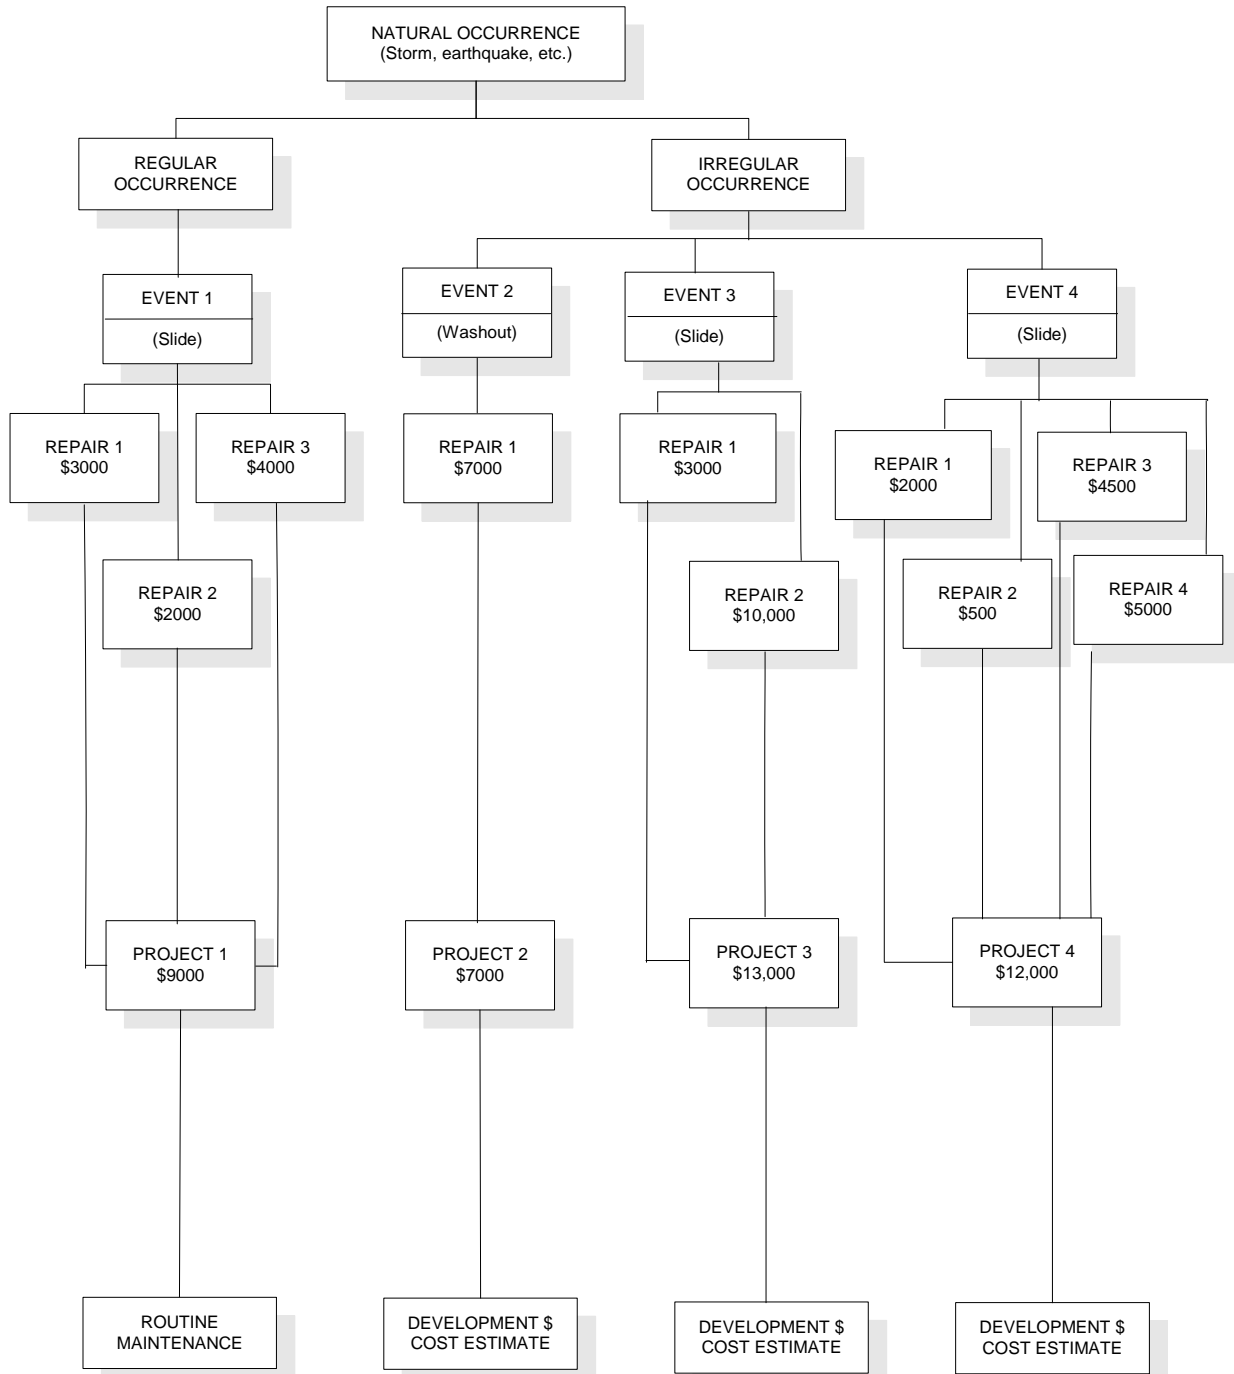 NATURAL OCCURRENCE
(Storm, earthquake, etc.)
REGULAR
OCCURRENCE
IRREGULAR
OCCURRENCE
EVENT 1
(Slide)
EVENT 2
(Washout)
EVENT 3
(Slide)
EVENT 4
(Slide)
REPAIR 1
$3000
REPAIR 3
$4000
REPAIR 1
$7000
REPAIR 1
$3000
REPAIR 1
$2000
REPAIR 3
$4500
REPAIR 2
$2000
REPAIR 2
$10,000
REPAIR 2
$500
REPAIR 4
$5000
PROJECT 1
$9000
PROJECT 2
$7000
PROJECT 3
$13,000
PROJECT 4
$12,000
ROUTINE
MAINTENANCE
DEVELOPMENT $
COST ESTIMATE
DEVELOPMENT $
COST ESTIMATE
DEVELOPMENT $
COST ESTIMATE